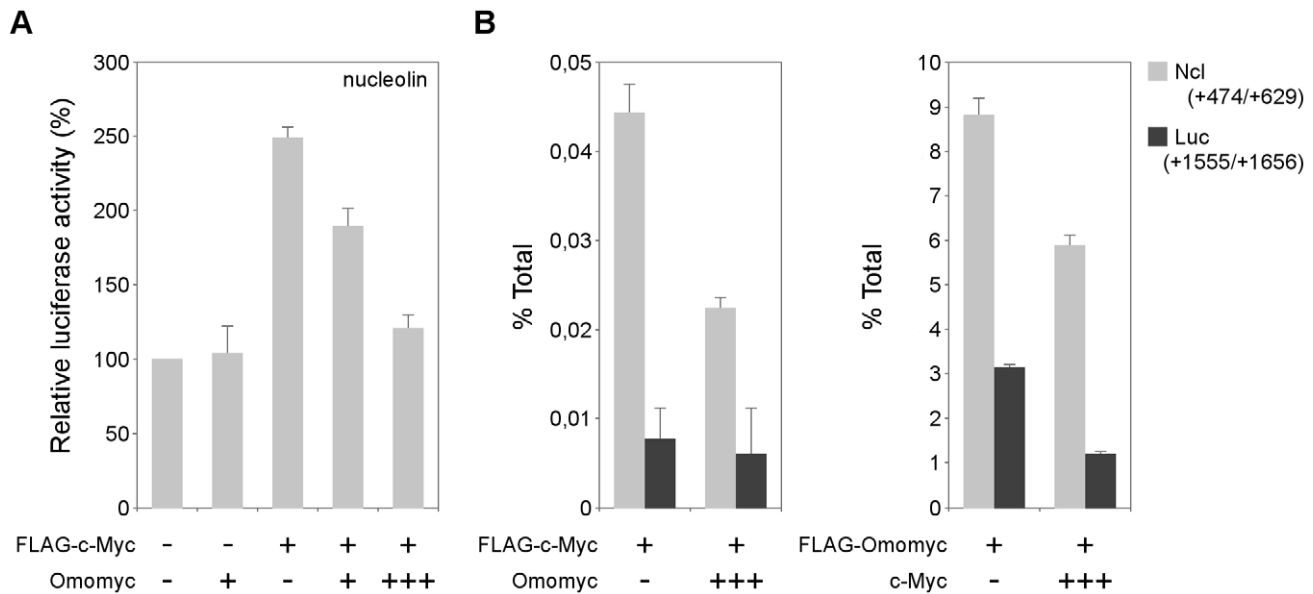 A
Relative luciferase activity (%)
300
250
200
150
100
50
0
nucleolin
FLAG-c-Myc - - + + +
Omomyc - + - + +++
B
% Total
0,05
0,04
0,03
0,02
0,01
0
FLAG-c-Myc + +
Omomyc - +++
% Total
10
9
8
7
6
5
4
3
2
1
0
FLAG-Omomyc + +
c-Myc - +++
Ncl
(+474/+629)
Luc
(+1555/+1656)